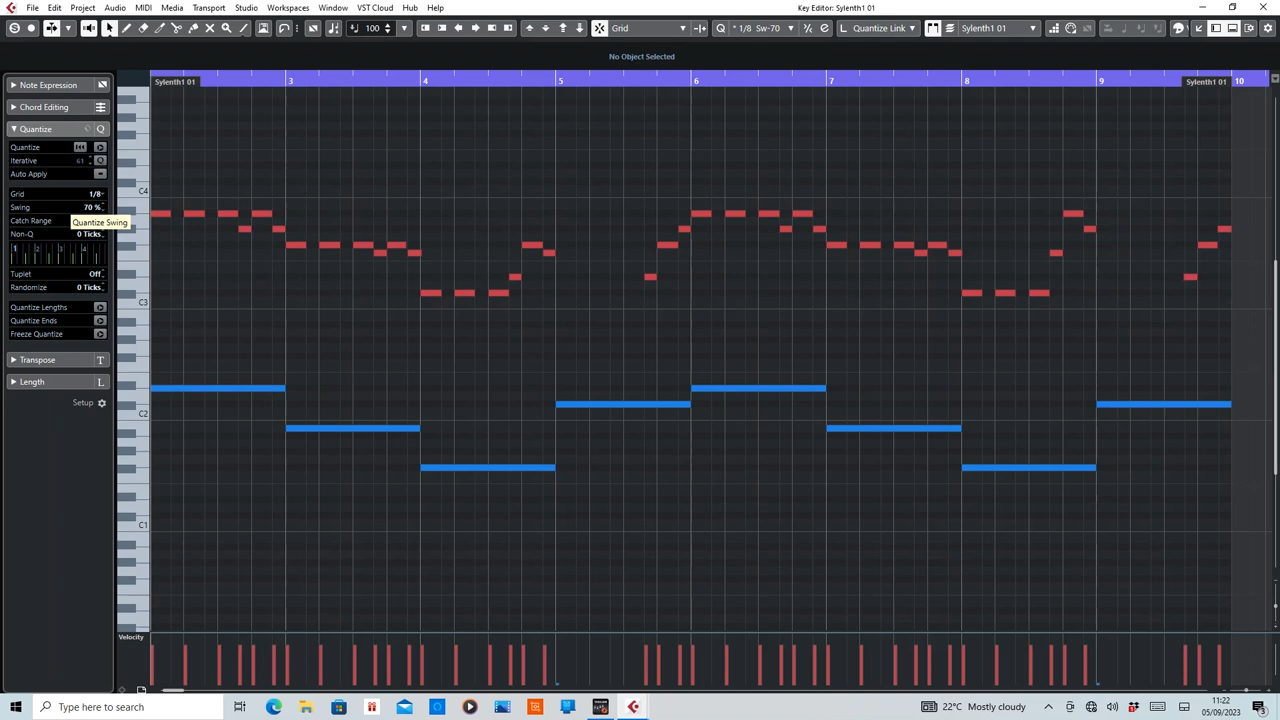 File Edit Project Audio MIDI Media Transport Studio Workspaces Window VST Cloud Hub Help
Key Editor: Sylenth1 01
100 Grid 1/8 Sw-70 Quantize Link Sylenth1 01
No Object Selected
Sylenth1 01 3 4 5 6 7 8 9 Sylenth1 01 10
Note Expression
Chord Editing
Quantize Q
Quantize
Iterative 61
Auto Apply
Grid 1/8
Swing 70 %
Catch Range
Quantize Swing
Non-Q 0 Ticks
1 2 3 4
Tuplet Off
Randomize 0 Ticks
Quantize Lengths
Quantize Ends
Freeze Quantize
Transpose T
Length L
Setup
C4
C3
C2
C1
Velocity
Type here to search
22°C Mostly cloudy
11:22
05/09/2023